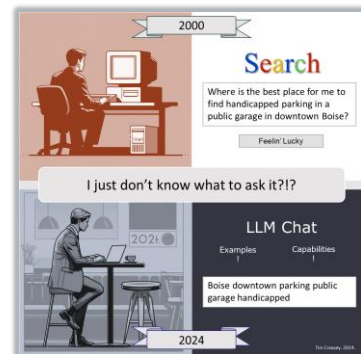 2000
Search
Where is the best place for me to
find handicapped parking in a
public garage in downtown Boise?
Feelin' Lucky
I just don't know what to ask it?!?
LLM Chat
Examples
Capabilities
!
!
Boise downtown parking public
garage handicapped
2024
Tim Creasey, 2024